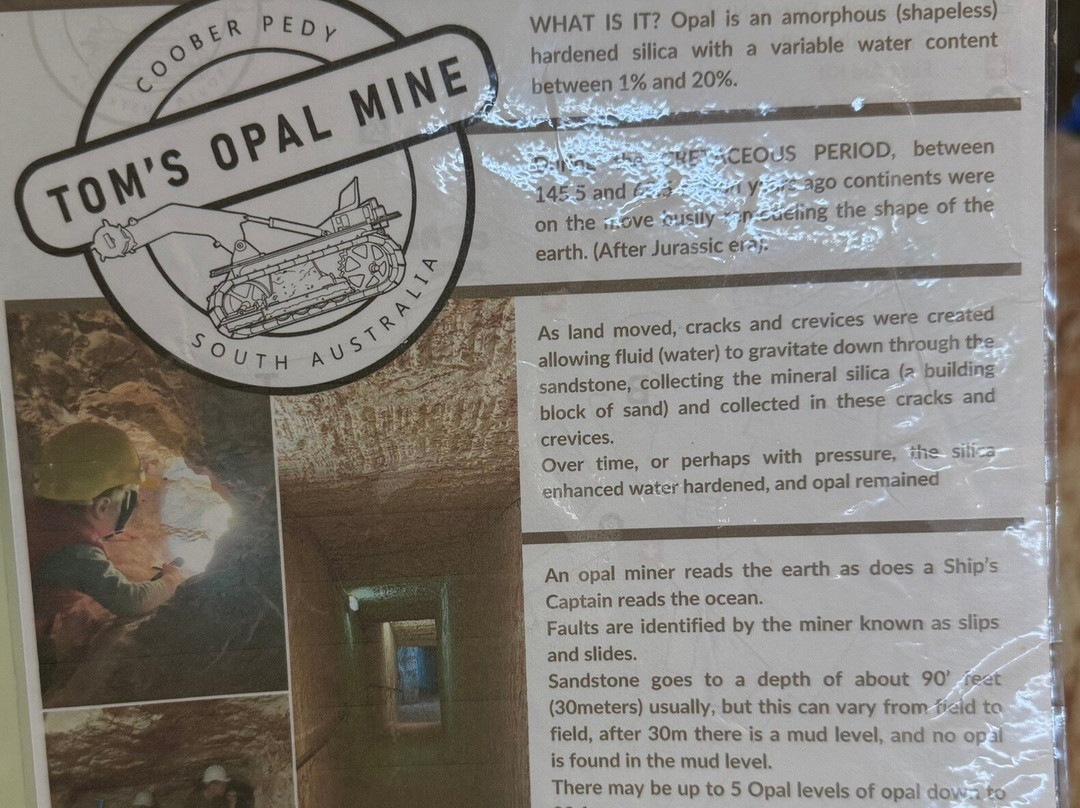 COOBER PEDY
TOM'S OPAL MINE
SOUTH AUSTRALIA
WHAT IS IT? Opal is an amorphous (shapeless)
hardened silica with a variable water content
between 1% and 20%.
During the CRETACEOUS PERIOD, between
145.5 and years ago continents were
on the move busily remodeling the shape of the
earth. (After Jurassic era).
As land moved, cracks and crevices were created
allowing fluid (water) to gravitate down through the
sandstone, collecting the mineral silica (a building
block of sand) and collected in these cracks and
crevices.
Over time, or perhaps with pressure, the silica
enhanced water hardened, and opal remained
An opal miner reads the earth as does a Ship's
Captain reads the ocean.
Faults are identified by the miner known as slips
and slides.
Sandstone goes to a depth of about 90' feet
(30meters) usually, but this can vary from field to
field, after 30m there is a mud level, and no opal
is found in the mud level.
There may be up to 5 Opal levels of opal down to